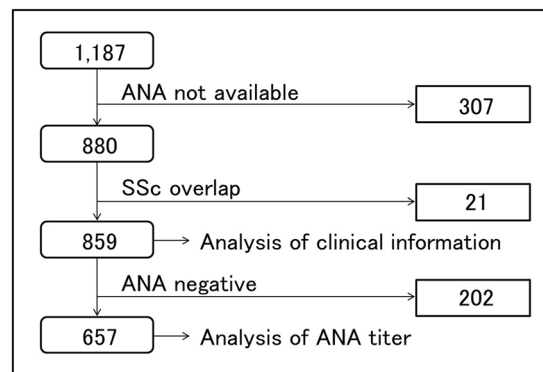 1,187
ANA not available
307
880
SSc overlap
21
859
Analysis of clinical information
ANA negative
202
657
Analysis of ANA titer